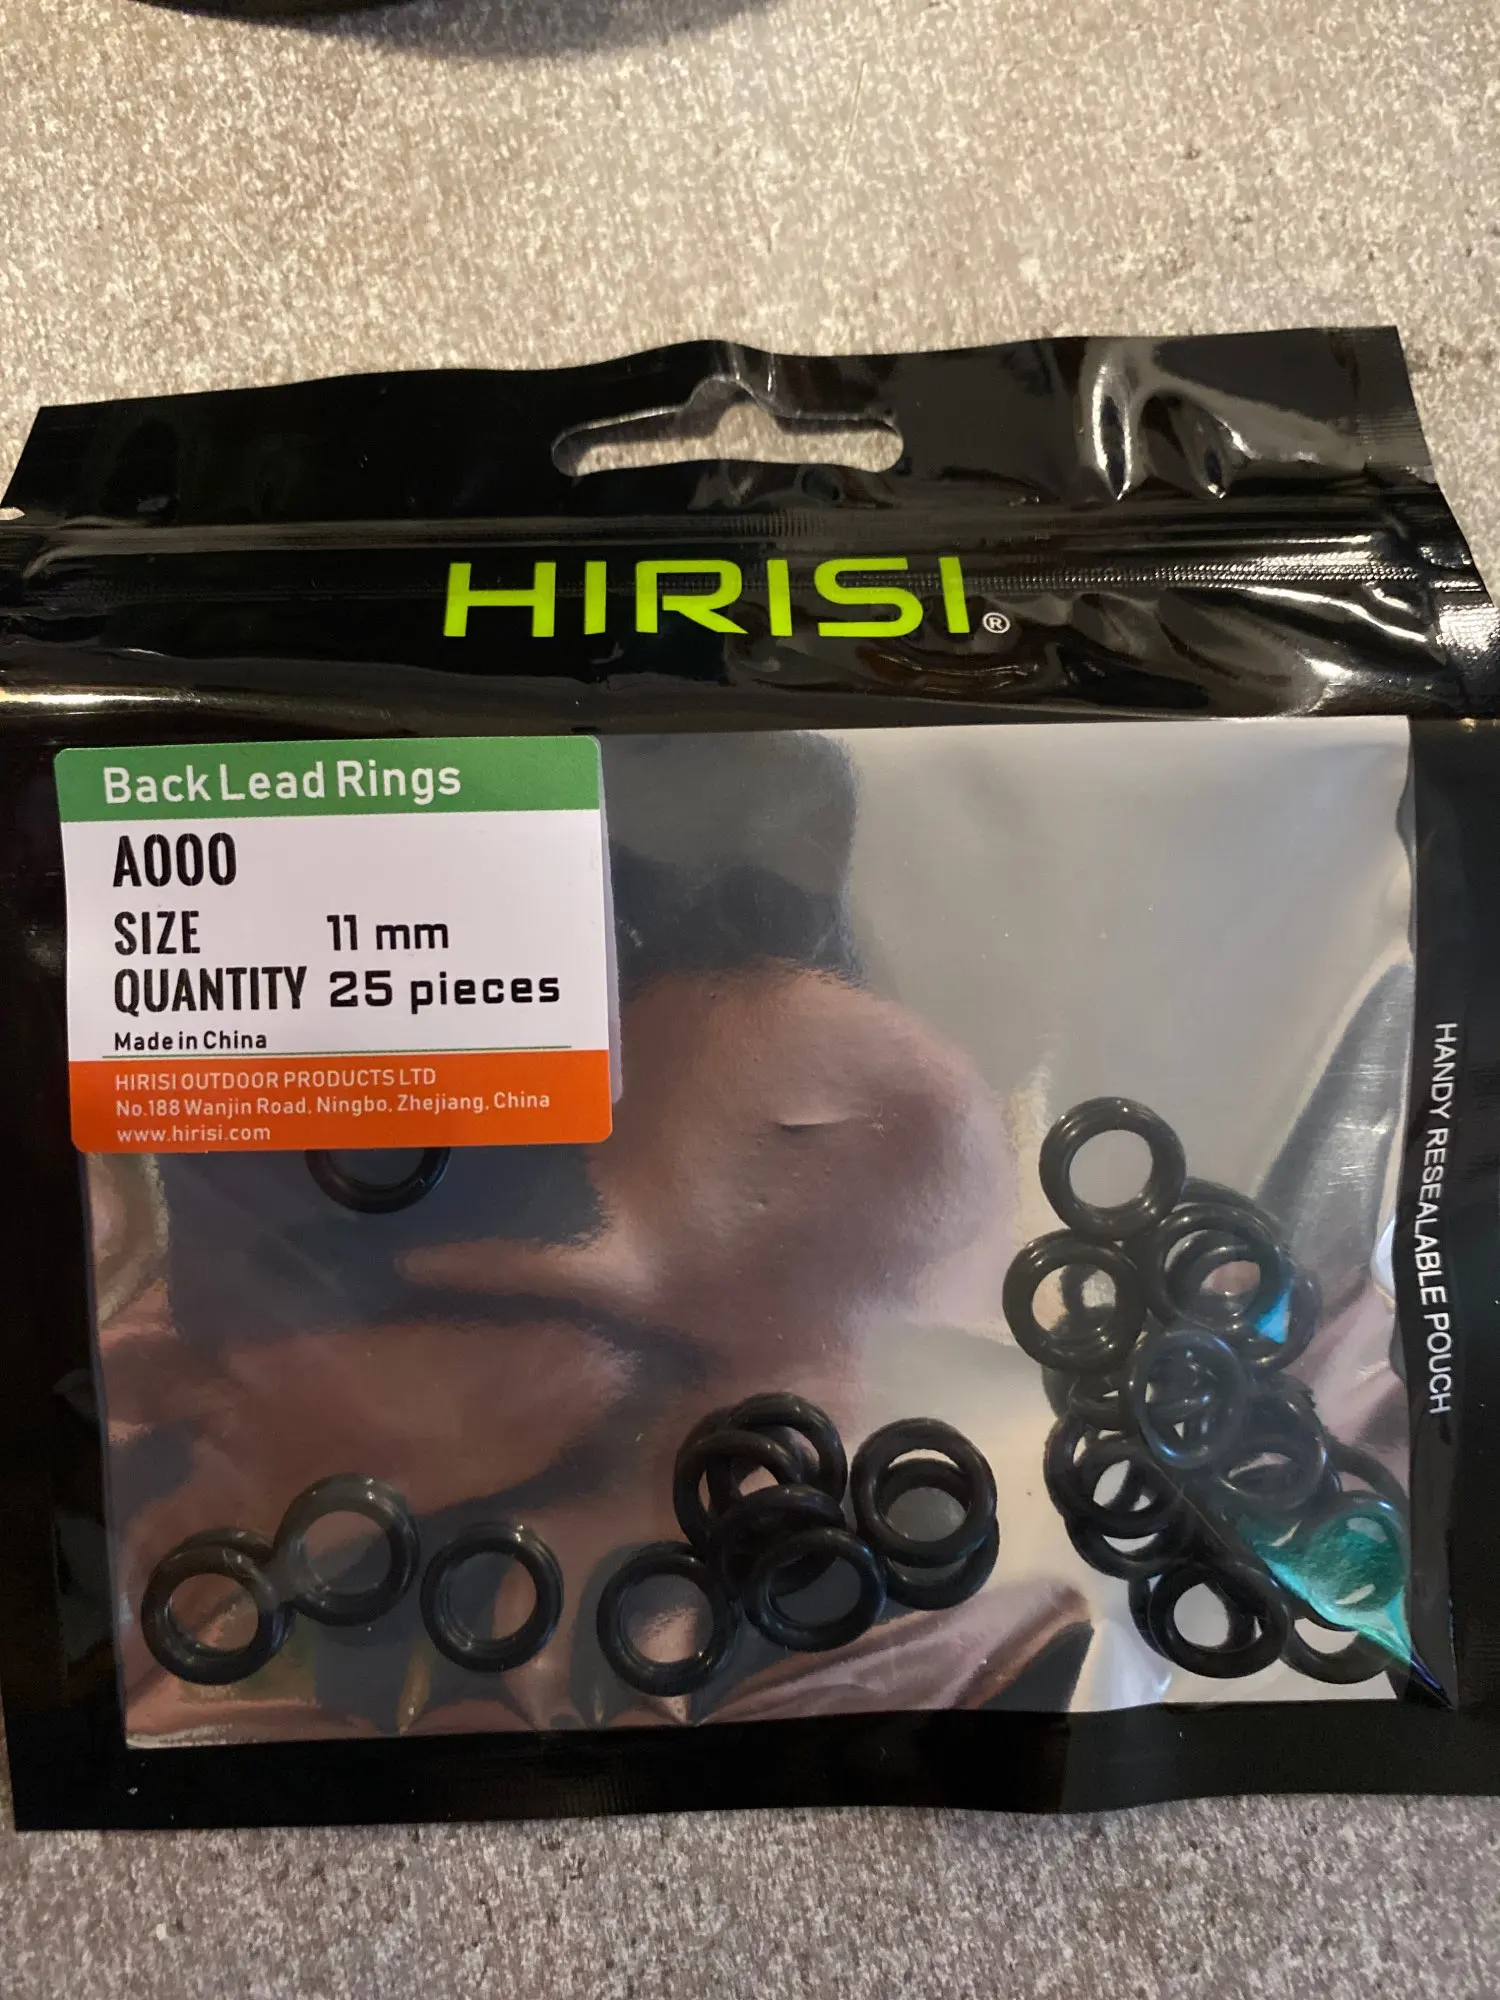 HIRISI®
Back Lead Rings
A000
SIZE 11 mm
QUANTITY 25 pieces
Made in China
HIRISI OUTDOOR PRODUCTS LTD
No.188 Wanjin Road, Ningbo, Zhejiang, China
www.hirisi.com
HANDY RESEALABLE POUCH